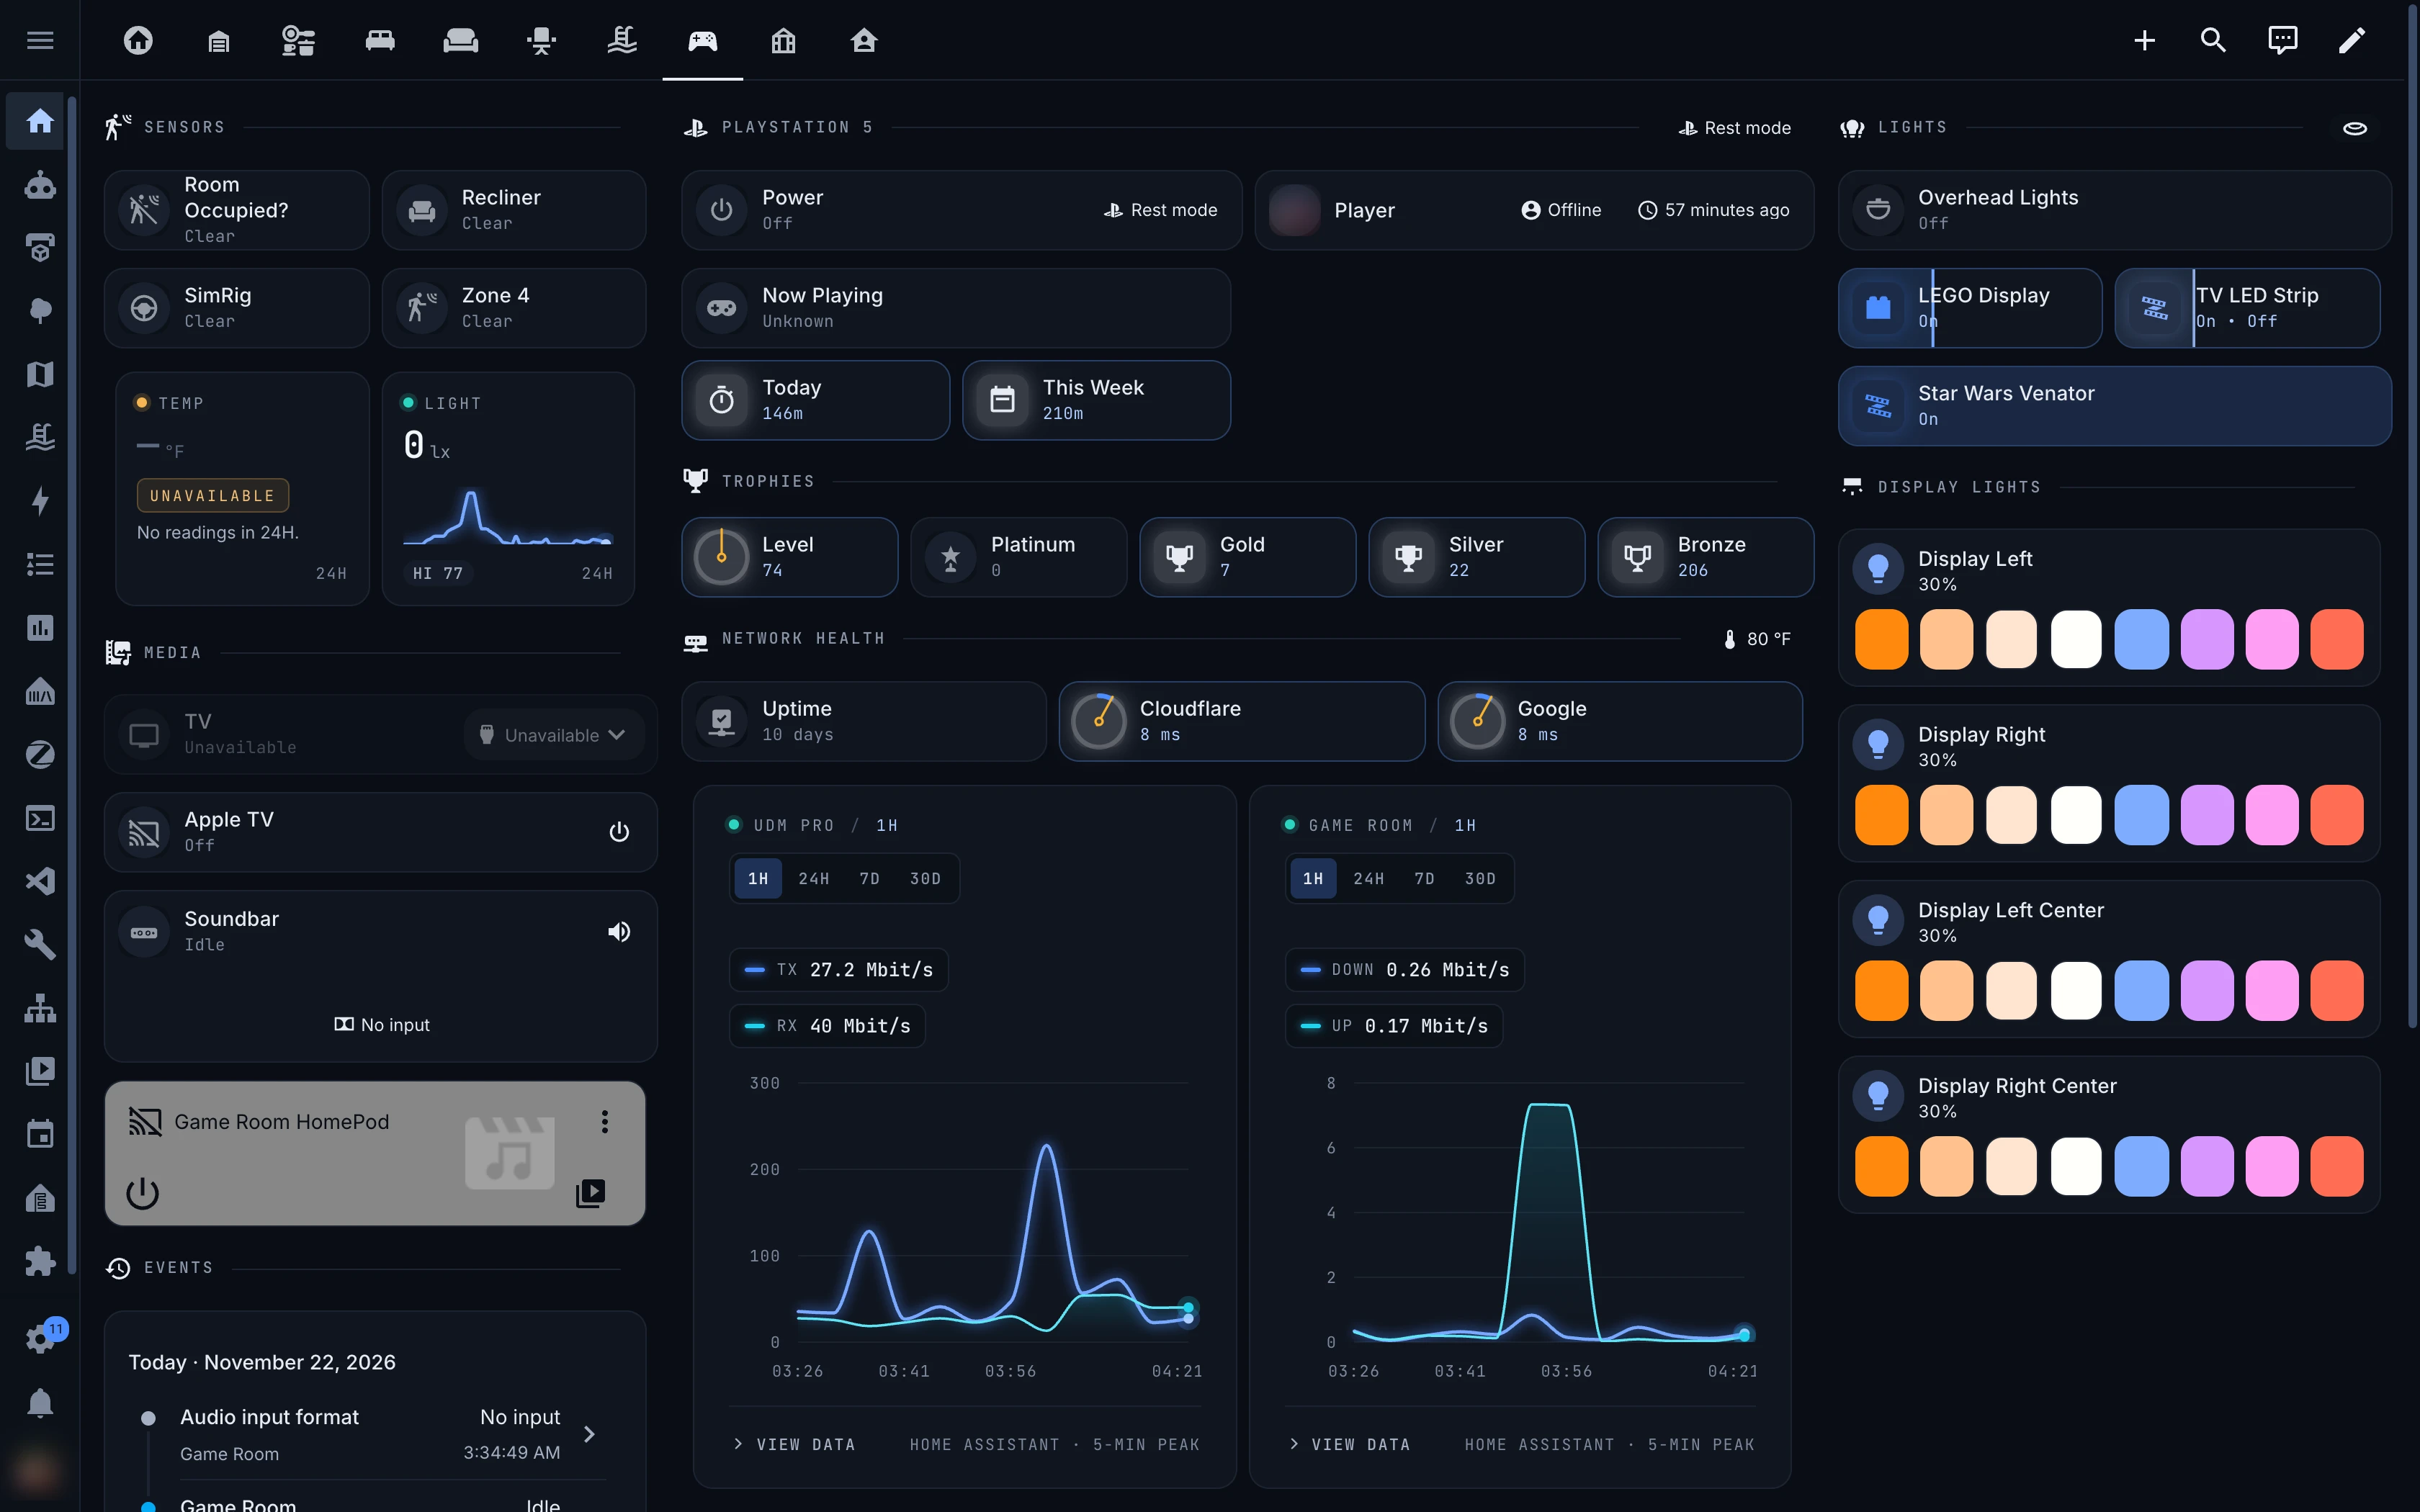 SENSORS
Room
Occupied?
Clear
Recliner
Clear
SimRig
Clear
Zone 4
Clear
TEMP
— °F
UNAVAILABLE
No readings in 24H.
24H
LIGHT
0 lx
HI 77
24H
MEDIA
TV
Unavailable
Unavailable
Apple TV
Off
Soundbar
Idle
No input
Game Room HomePod
EVENTS
Today · November 22, 2026
Audio input format
No input
Game Room
3:34:49 AM
Game Room
Idle
11
PLAYSTATION 5
Rest mode
Power
Off
Rest mode
Player
Offline
57 minutes ago
Now Playing
Unknown
Today
146m
This Week
210m
TROPHIES
Level
74
Platinum
0
Gold
7
Silver
22
Bronze
206
NETWORK HEALTH
80 °F
Uptime
10 days
Cloudflare
8 ms
Google
8 ms
UDM PRO / 1H
1H 24H 7D 30D
TX 27.2 Mbit/s
RX 40 Mbit/s
300
200
100
0
03:26 03:41 03:56 04:21
VIEW DATA
HOME ASSISTANT · 5-MIN PEAK
GAME ROOM / 1H
1H 24H 7D 30D
DOWN 0.26 Mbit/s
UP 0.17 Mbit/s
8
6
4
2
0
03:26 03:41 03:56 04:21
VIEW DATA
HOME ASSISTANT · 5-MIN PEAK
LIGHTS
Overhead Lights
Off
LEGO Display
On
TV LED Strip
On · Off
Star Wars Venator
On
DISPLAY LIGHTS
Display Left
30%
Display Right
30%
Display Left Center
30%
Display Right Center
30%